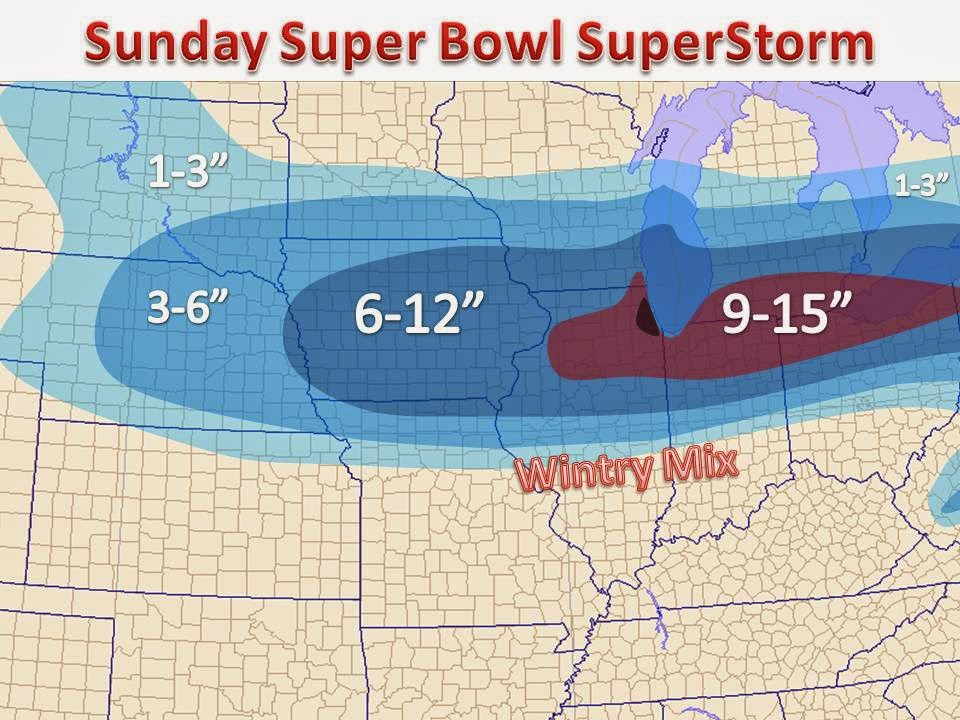 Sunday Super Bowl SuperStorm
1-3”
1-3”
3-6”
6-12”
9-15”
Wintry Mix